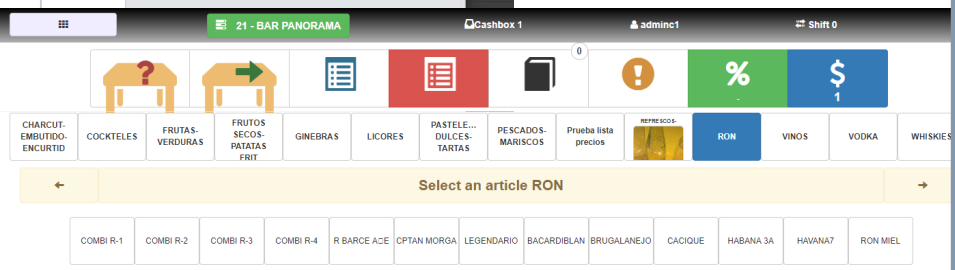 21 - BAR PANORAMA
Cashbox 1
adminc1
Shift 0
?
0
!
%
-
$
1
CHARCUT-
EMBUTIDO-
ENCURTID
COCKTELES
FRUTAS-
VERDURAS
FRUTOS
SECOS-
PATATAS
FRIT
GINEBRAS
LICORES
PASTELE...
DULCES-
TARTAS
PESCADOS-
MARISCOS
Prueba lista
precios
REFRESCOS-
RON
VINOS
VODKA
WHISKIES
Select an article RON
COMBI R-1
COMBI R-2
COMBI R-3
COMBI R-4
R BARCE A□E
CPTAN MORGA
LEGENDARIO
BACARDIBLAN
BRUGALANEJO
CACIQUE
HABANA 3A
HAVANA7
RON MIEL